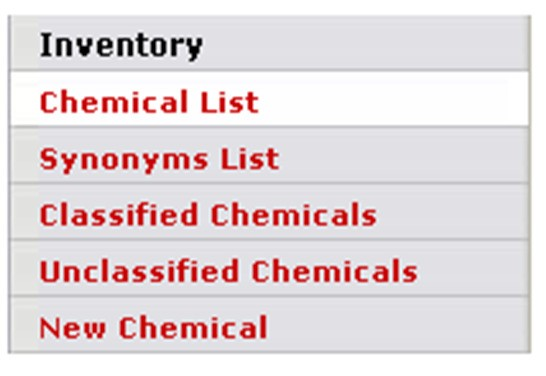 Inventory
Chemical List
Synonyms List
Classified Chemicals
Unclassified Chemicals
New Chemical